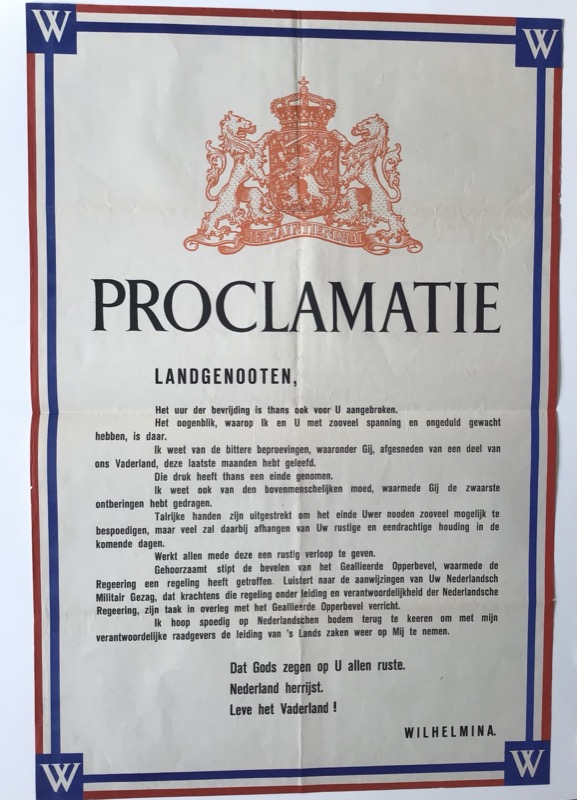 W W
JE MAINTIENDRAI
PROCLAMATIE
LANDGENOOTEN,
Het uur der bevrijding is thans ook voor U aangebroken.
Het oogenblik, waarop Ik en U met zooveel spanning en ongeduld gewacht
hebben, is daar.
Ik weet van de bittere beproevingen, waaronder Gij, afgesneden van een deel van
ons Vaderland, deze laatste maanden hebt geleefd.
Die druk heeft thans een einde genomen.
Ik weet ook van den bovenmenschelijken moed, waarmede Gij de zwaarste
ontberingen hebt gedragen.
Talrijke handen zijn uitgestrekt om het einde Uwer nooden zooveel mogelijk te
bespoedigen, maar veel zal daarbij afhangen van Uw rustige en eendrachtige houding in de
komende dagen.
Werkt allen mede deze een rustig verloop te geven.
Gehoorzaamt stipt de bevelen van het Geallieerde Opperbevel, waarmede de
Regeering een regeling heeft getroffen. Luistert naar de aanwijzingen van Uw Nederlandsch
Militair Gezag, dat krachtens die regeling onder leiding en verantwoordelijkheid der Nederlandsche
Regeering, zijn taak in overleg met het Geallieerde Opperbevel verricht.
Ik hoop spoedig op Nederlandschen bodem terug te keeren om met mijn
verantwoordelijke raadgevers de leiding van 's Lands zaken weer op Mij te nemen.
Dat Gods zegen op U allen ruste.
Nederland herrijst.
Leve het Vaderland !
WILHELMINA.
W W